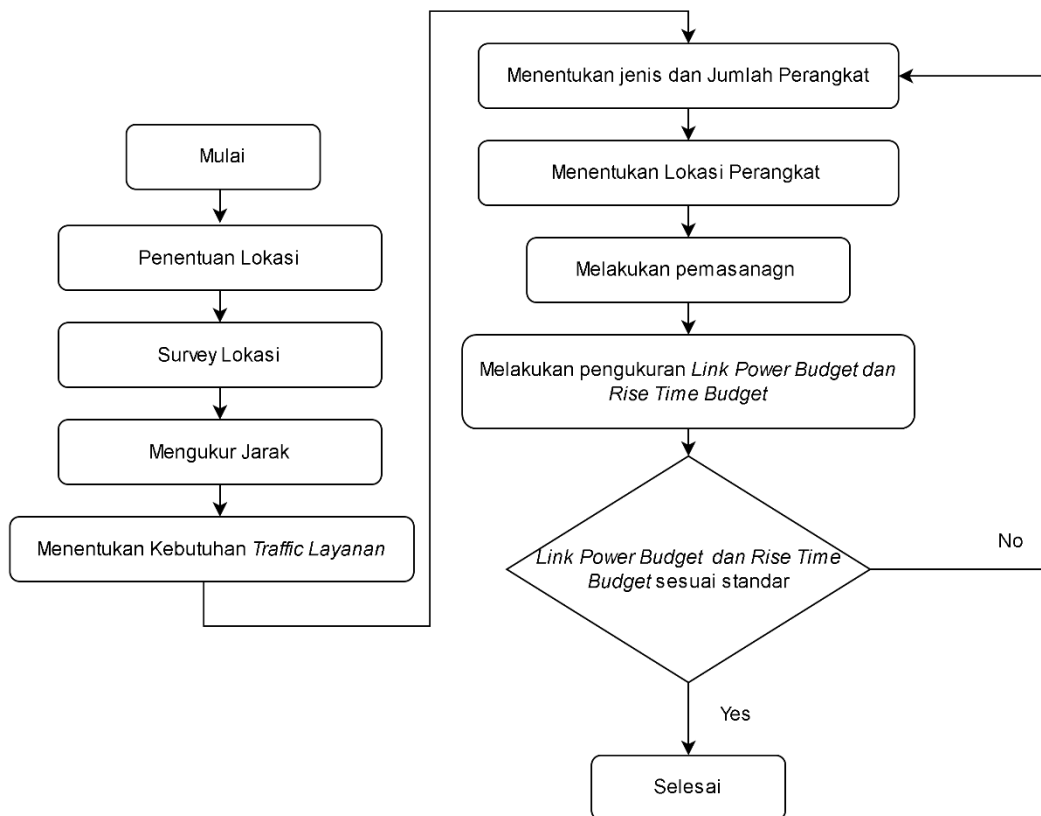 Mulai
Penentuan Lokasi
Survey Lokasi
Mengukur Jarak
Menentukan Kebutuhan Traffic Layanan
Menentukan jenis dan Jumlah Perangkat
Menentukan Lokasi Perangkat
Melakukan pemasanagn
Melakukan pengukuran Link Power Budget dan
Rise Time Budget
Link Power Budget dan Rise Time
Budget sesuai standar
No
Yes
Selesai